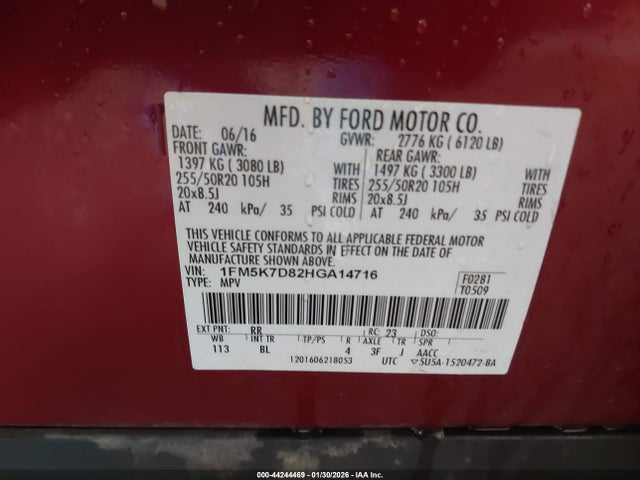 MFD. BY FORD MOTOR CO.
DATE: 06/16 GVWR: 2776 KG ( 6120 LB)
FRONT GAWR: REAR GAWR:
1397 KG ( 3080 LB) WITH 1497 KG ( 3300 LB) WITH
255/50R20 105H TIRES 255/50R20 105H TIRES
20x8.5J RIMS 20x8.5J RIMS
AT 240 kPa/ 35 PSI COLD AT 240 kPa/ 35 PSI COLD
THIS VEHICLE CONFORMS TO ALL APPLICABLE FEDERAL MOTOR
VEHICLE SAFETY STANDARDS IN EFFECT ON THE DATE OF
MANUFACTURE SHOWN ABOVE.
VIN: 1FM5K7D82HGA14716 F0281
TYPE: MPV T0509
EXT PNT: RR RC: 23 DSO:
WB INT TR TP/PS R AXLE TR SPR
113 BL 4 3F J AACC
1201606218053 UTC ▽5U5A-1520472-BA
000-44244469 01/30/2026 - IAA Inc.